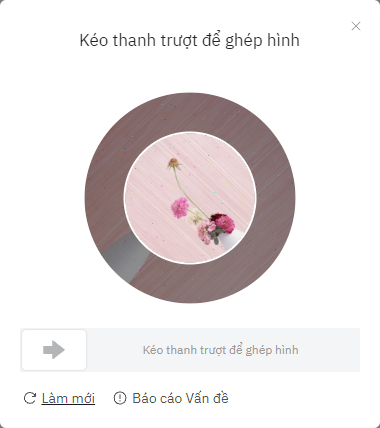 Kéo thanh trượt để ghép hình
Kéo thanh trượt để ghép hình
Làm mới
Báo cáo Vấn đề